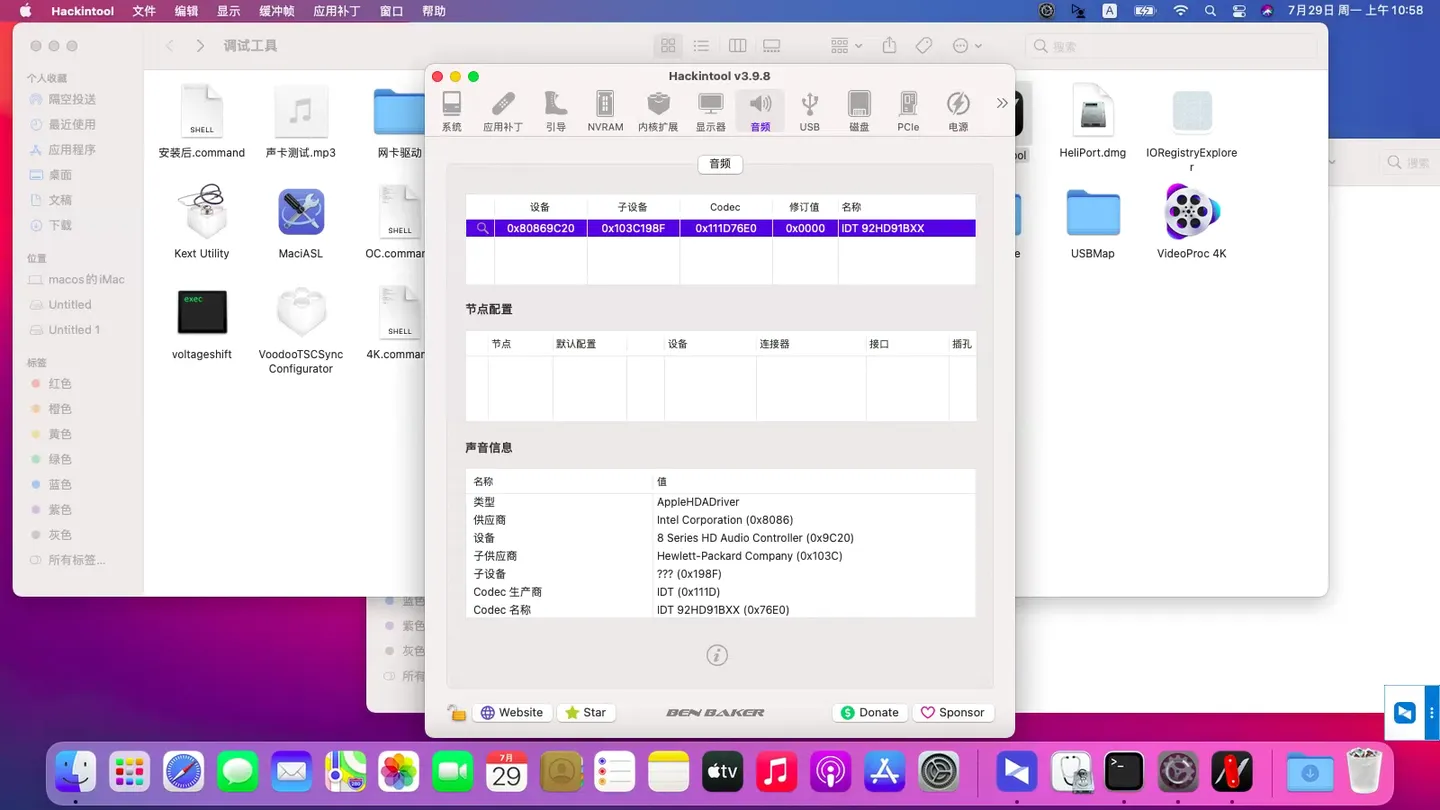 Hackintool 文件 编辑 显示 缓冲帧 应用补丁 窗口 帮助 A 7月29日 周一 上午10:58
调试工具 搜索
个人收藏
隔空投送
最近使用
应用程序
桌面
文稿
下载
位置
macos的iMac
Untitled
Untitled 1
标签
红色
橙色
黄色
绿色
蓝色
紫色
灰色
所有标签...
SHELL
安装后.command 声卡测试.mp3 网卡驱动
SHELL
Kext Utility MaciASL OC.comman
exec
SHELL
voltageshift VoodooTSCSync
Configurator 4K.comman
Hackintool v3.9.8
系统 应用补丁 引导 NVRAM 内核扩展 显示器 音频 USB 磁盘 PCIe 电源
音频
设备 子设备 Codec 修订值 名称
0x80869C20 0x103C198F 0x111D76E0 0x0000 IDT 92HD91BXX
节点配置
节点 默认配置 设备 连接器 接口 插孔
声音信息
名称 值
类型 AppleHDADriver
供应商 Intel Corporation (0x8086)
设备 8 Series HD Audio Controller (0x9C20)
子供应商 Hewlett-Packard Company (0x103C)
子设备 ??? (0x198F)
Codec 生产商 IDT (0x111D)
Codec 名称 IDT 92HD91BXX (0x76E0)
Website Star BEN BAKER Donate Sponsor
ol HeliPort.dmg IORegistryExplore
r
e USBMap VideoProc 4K
搜索
蓝色
紫色
灰色
所有
7月
29
tv